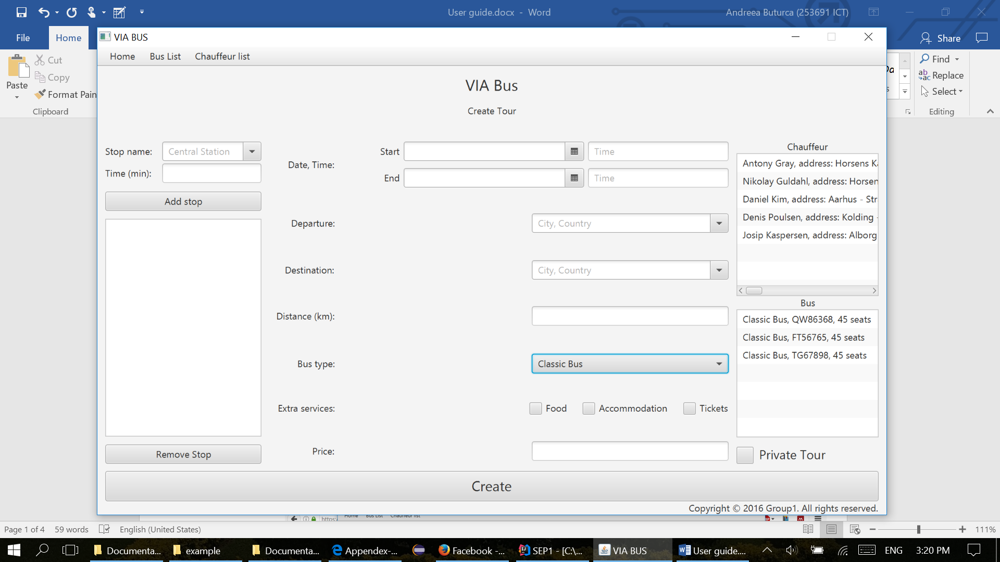 User guide.docx - Word
Andreea Buturca (253691 ICT)
File
Home
Share
VIA BUS
Home
Bus List
Chauffeur list
Paste
Cut
Copy
Format Pain
Clipboard
Find
Replace
Select
Editing
VIA Bus
Create Tour
Stop name:
Central Station
Time (min):
Add stop
Remove Stop
Date, Time:
Start
Time
End
Time
Departure:
City, Country
Destination:
City, Country
Distance (km):
Bus type:
Classic Bus
Extra services:
Food
Accommodation
Tickets
Price:
Chauffeur
Antony Gray, address: Horsens K
Nikolay Guldahl, address: Horsen
Daniel Kim, address: Aarhus - Str
Denis Poulsen, address: Kolding -
Josip Kaspersen, address: Alborg
Bus
Classic Bus, QW86368, 45 seats
Classic Bus, FT56765, 45 seats
Classic Bus, TG67898, 45 seats
Private Tour
Create
Copyright © 2016 Group1. All rights reserved.
https:
Home
Bus List
Chauffeur list
Page 1 of 4
59 words
English (United States)
111%
Documenta...
example
Documenta...
Appendex-...
Facebook -...
SEP1 - [C:\...
VIA BUS
User guide....
ENG
3:20 PM